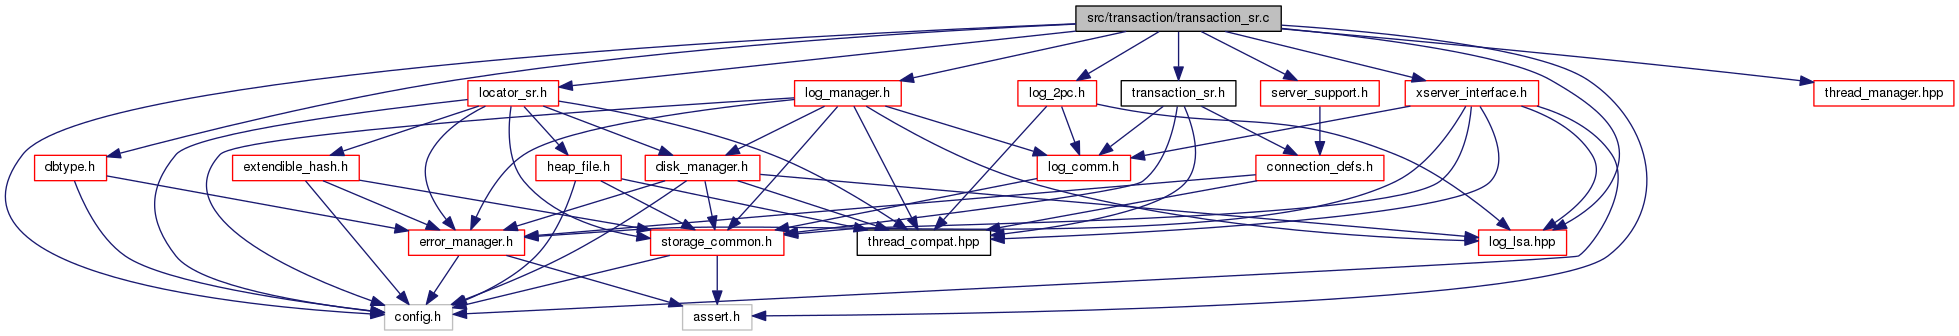 src/transaction/transaction_sr.c
locator_sr.h
log_manager.h
log_2pc.h
transaction_sr.h
server_support.h
xserver_interface.h
thread_manager.hpp
dbtype.h
extendible_hash.h
heap_file.h
disk_manager.h
log_comm.h
connection_defs.h
error_manager.h
storage_common.h
thread_compat.hpp
log_lsa.hpp
config.h
assert.h